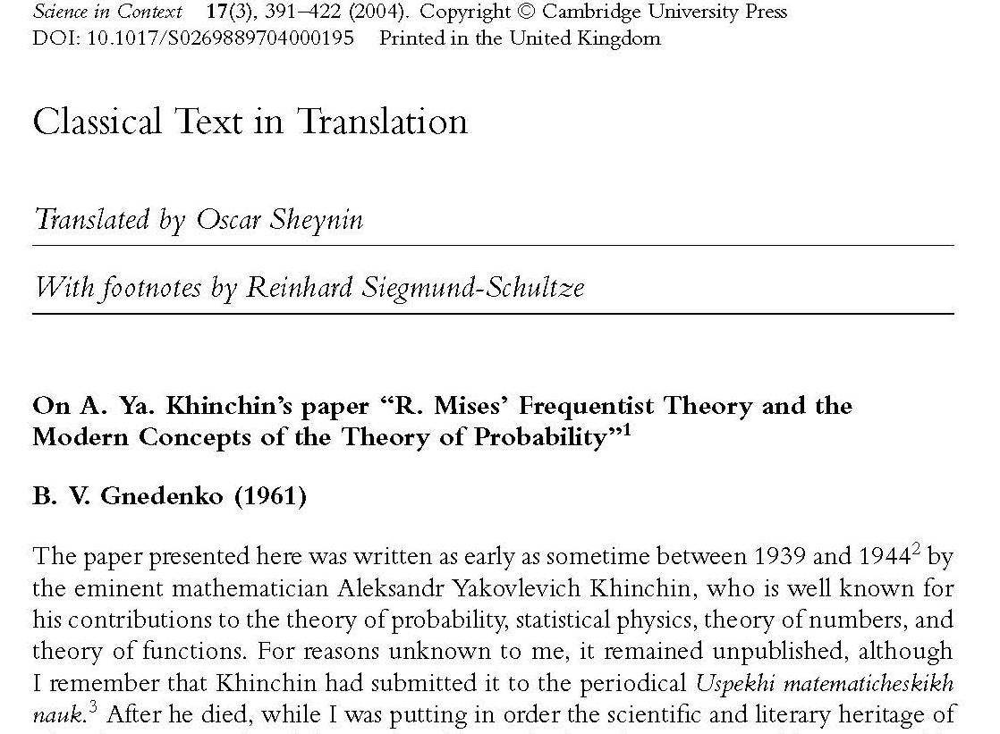 Science in Context 17(3), 391–422 (2004). Copyright © Cambridge University Press
DOI: 10.1017/S0269889704000195 Printed in the United Kingdom
Classical Text in Translation
Translated by Oscar Sheynin
With footnotes by Reinhard Siegmund-Schultze
On A. Ya. Khinchin’s paper “R. Mises’ Frequentist Theory and the
Modern Concepts of the Theory of Probability”1
B. V. Gnedenko (1961)
The paper presented here was written as early as sometime between 1939 and 19442 by
the eminent mathematician Aleksandr Yakovlevich Khinchin, who is well known for
his contributions to the theory of probability, statistical physics, theory of numbers, and
theory of functions. For reasons unknown to me, it remained unpublished, although
I remember that Khinchin had submitted it to the periodical Uspekhi matematicheskikh
nauk.3 After he died, while I was putting in order the scientific and literary heritage of